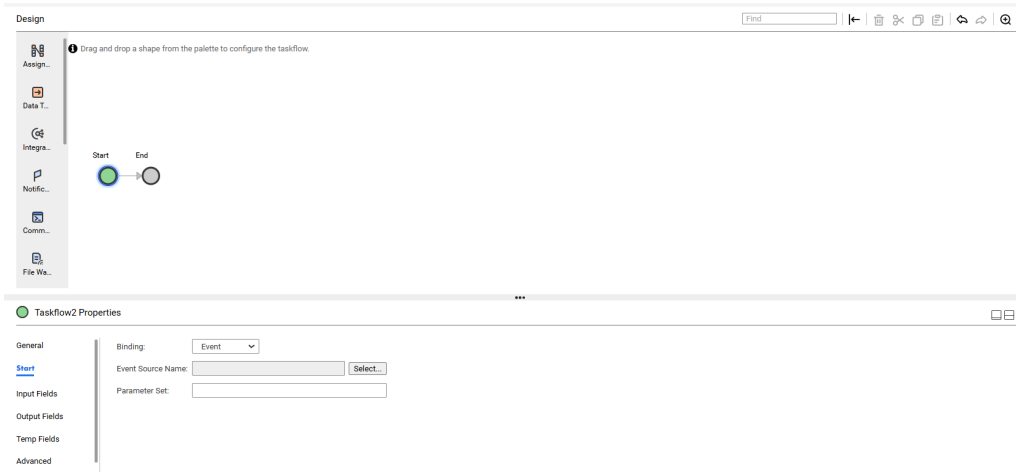 Design
Find
Drag and drop a shape from the palette to configure the taskflow.
Assign...
Data T...
Integra...
Notific...
Comm...
File Wa...
Start
End
Taskflow2 Properties
General
Start
Input Fields
Output Fields
Temp Fields
Advanced
Binding:
Event
Event Source Name:
Select...
Parameter Set: